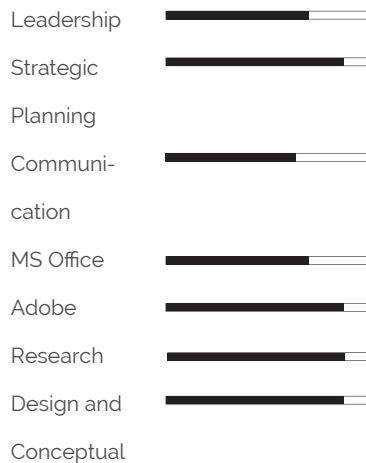 Leadership
Strategic
Planning
Communi-
cation
MS Office
Adobe
Research
Design and
Conceptual